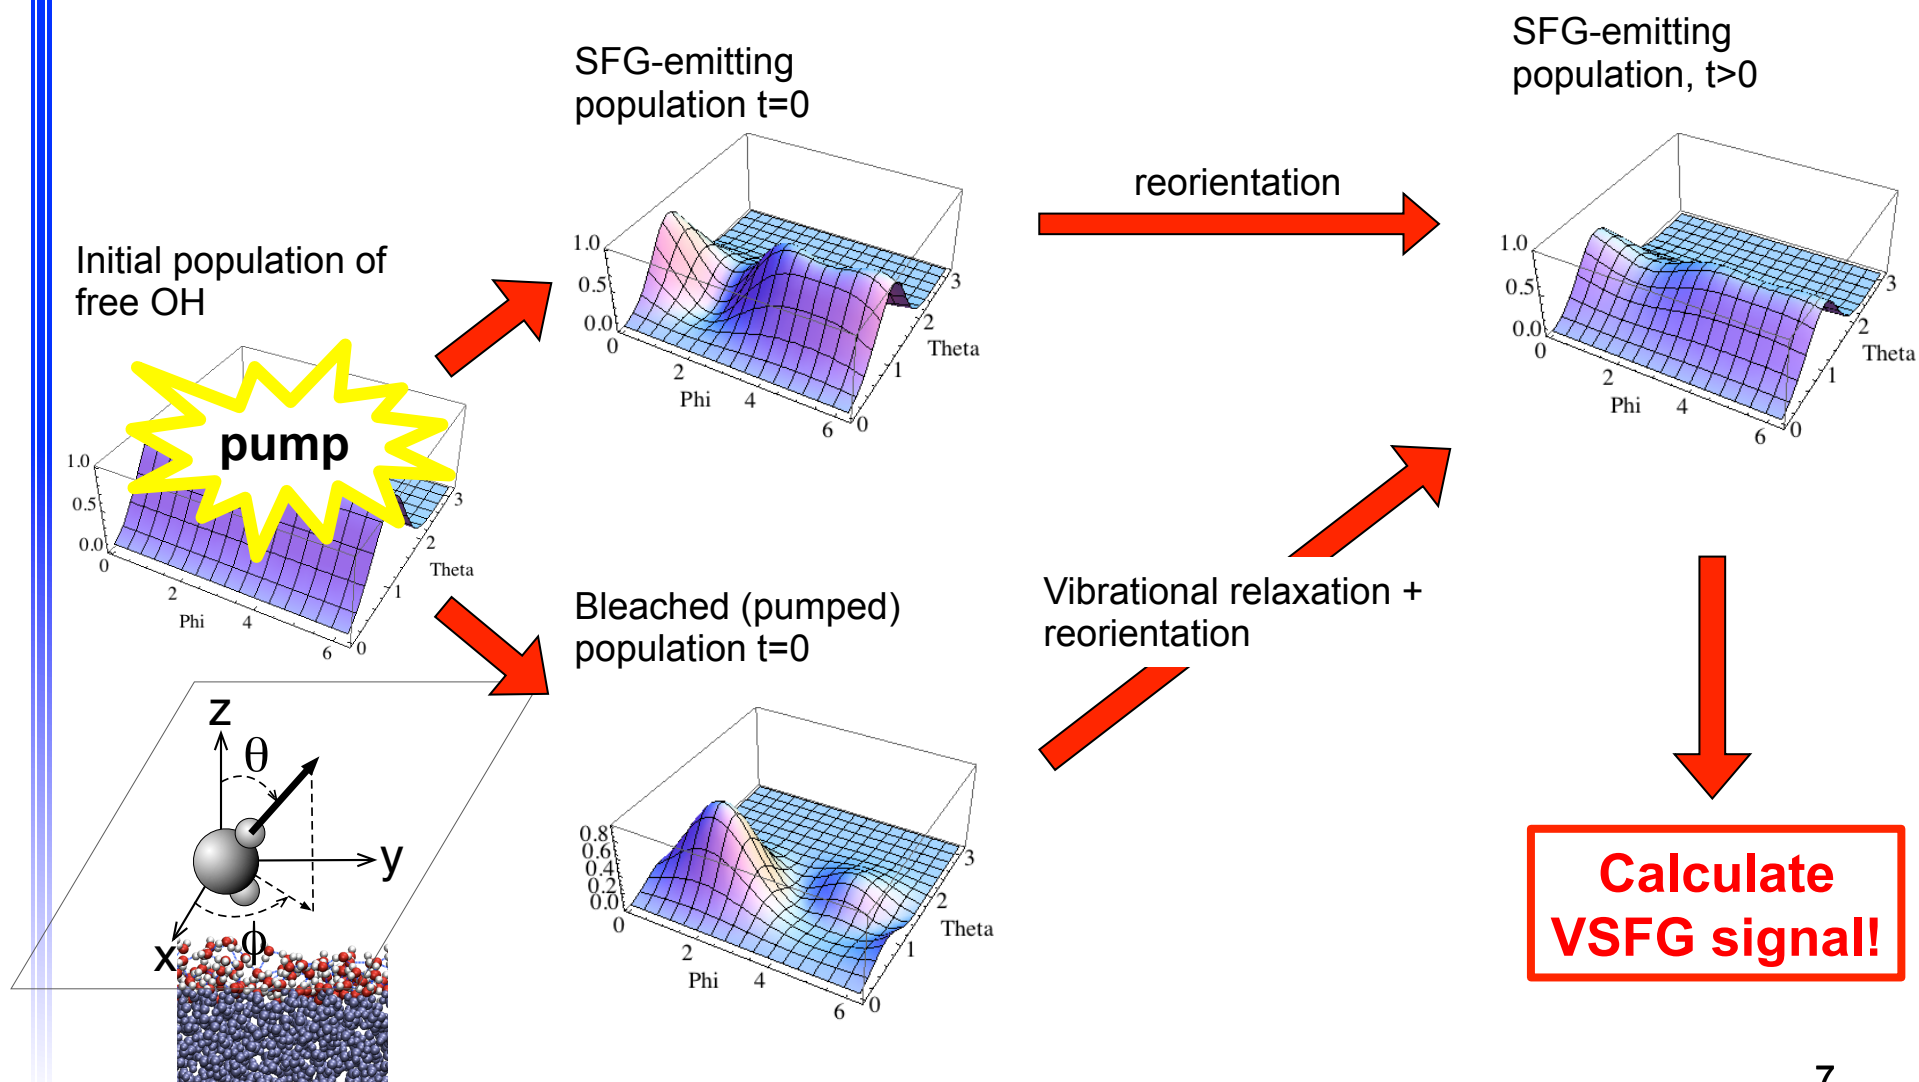 SFG-emitting
population t=0
SFG-emitting
population, t>0
reorientation
Initial population of
free OH
pump
1.0
0.5
0.0
0
2
4
6
Phi
0
1
2
3
Theta
1.0
0.5
0.0
0
2
4
6
Phi
0
1
2
3
Theta
1.0
0.5
0.0
0
2
4
6
Phi
0
1
2
3
Theta
Bleached (pumped)
population t=0
Vibrational relaxation +
reorientation
0.8
0.6
0.4
0.2
0.0
0
2
4
6
Phi
0
1
2
3
Theta
z
θ
y
x
ϕ
Calculate
VSFG signal!
7